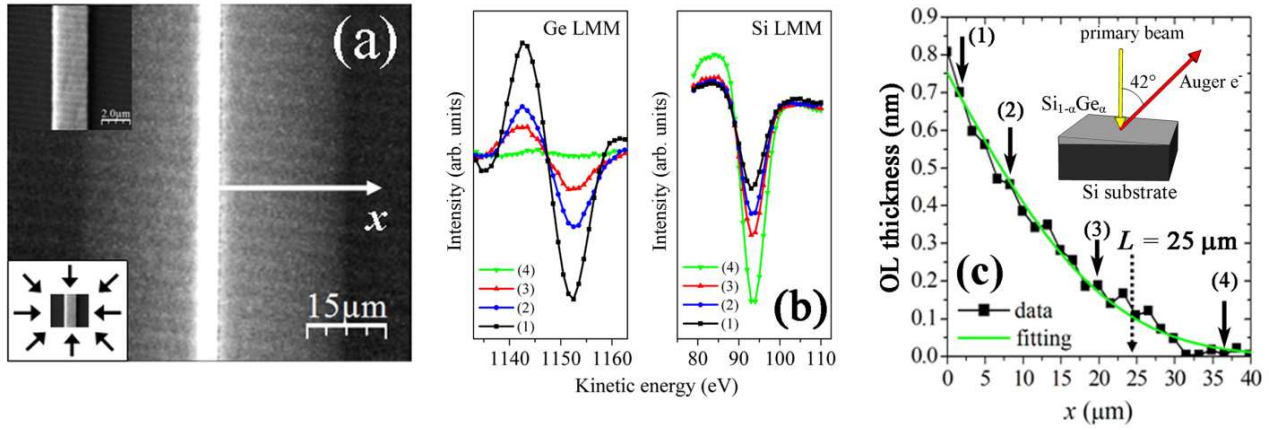 (a)
2.0μm
x
15μm
Ge LMM
Si LMM
Intensity (arb. units)
Intensity (arb. units)
(4)
(3)
(2)
(1)
(4)
(3)
(2)
(1)
(b)
1140 1150 1160
80 90 100 110
Kinetic energy (eV)
OL thickness (nm)
0.9
0.8
0.7
0.6
0.5
0.4
0.3
0.2
0.1
0.0
(1)
(2)
(3)
(4)
primary beam
42°
Auger e-
Si1-αGeα
Si substrate
L = 25 μm
(c)
data
fitting
0 5 10 15 20 25 30 35 40
x (μm)